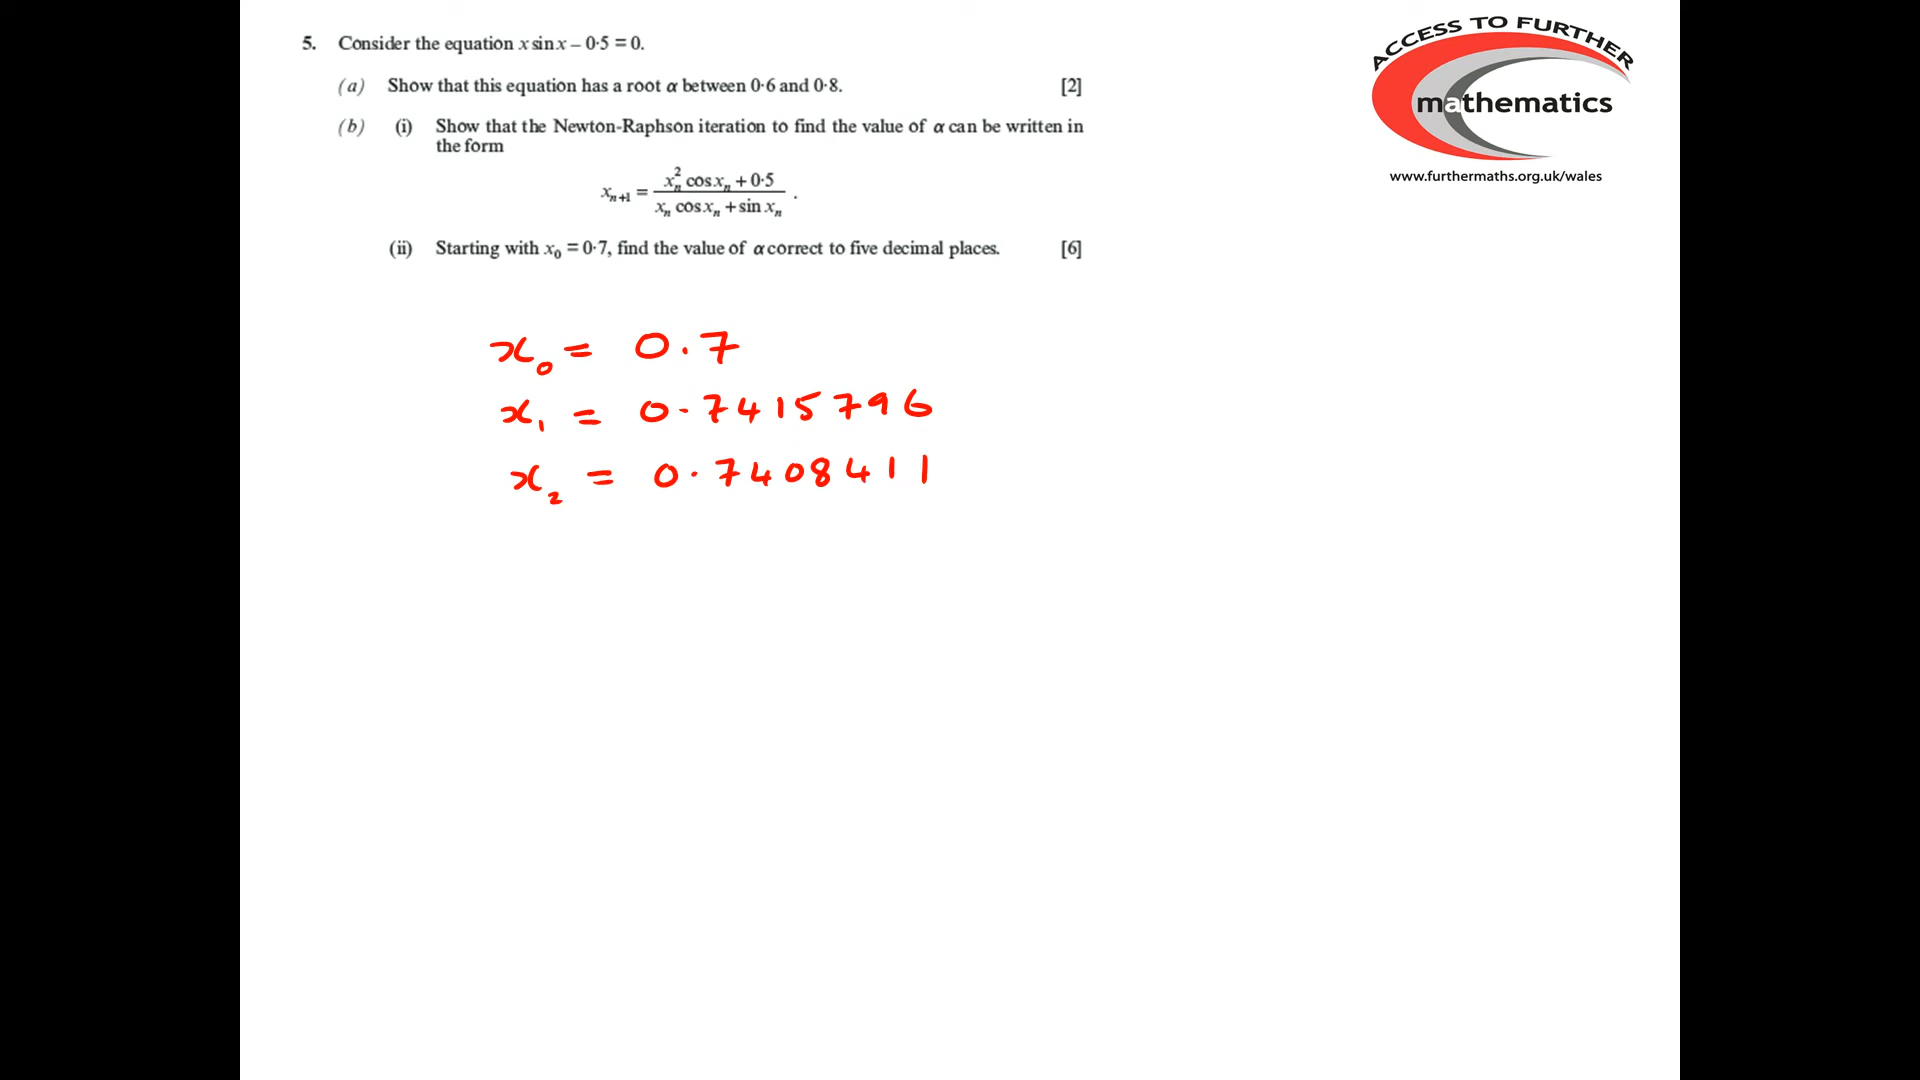 5. Consider the equation x sin x – 0·5 = 0.
(a) Show that this equation has a root α between 0·6 and 0·8. [2]
(b) (i) Show that the Newton-Raphson iteration to find the value of α can be written in
the form
xₙ₊₁ = (xₙ² cos xₙ + 0·5) / (xₙ cos xₙ + sin xₙ) .
(ii) Starting with x₀ = 0·7, find the value of α correct to five decimal places. [6]
x₀ = 0.7
x₁ = 0.7415796
x₂ = 0.7408411
ACCESS TO FURTHER
mathematics
www.furthermaths.org.uk/wales